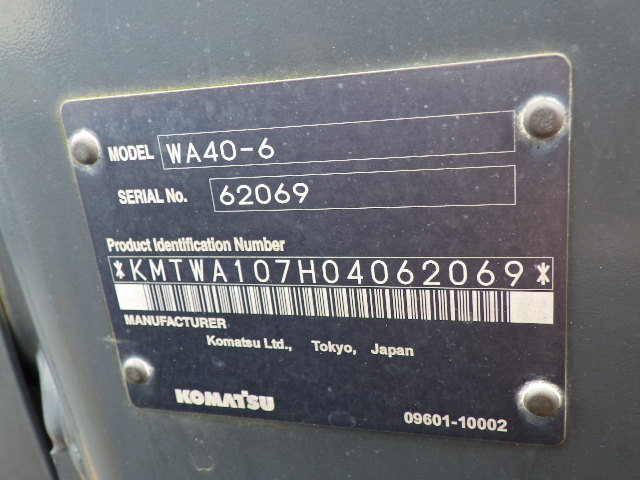 MODEL WA40-6
SERIAL No. 62069
Product Identification Number
*KMTWA107H04062069*
MANUFACTURER
Komatsu Ltd., Tokyo, Japan
KOMATSU
09601-10002